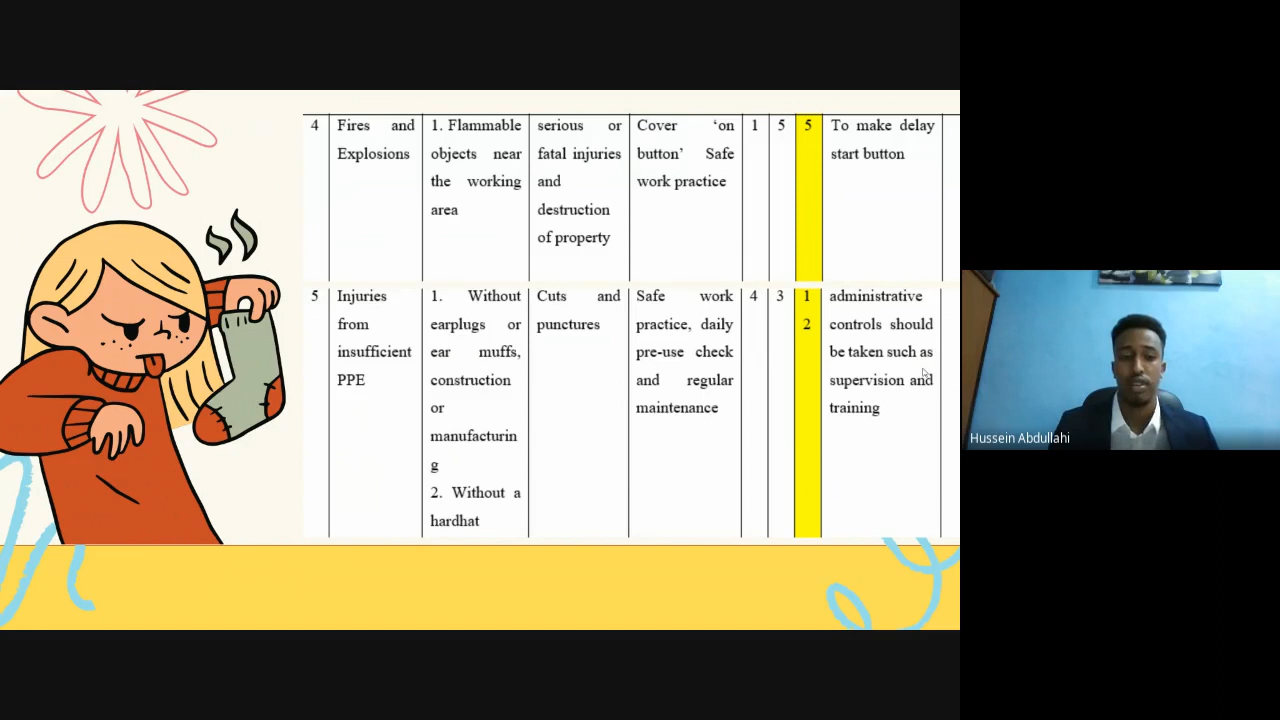 4
Fires and
Explosions
1. Flammable
objects near
the working
area
serious or
fatal injuries
and
destruction
of property
Cover ‘on
button’ Safe
work practice
1
5
5
To make delay
start button
5
Injuries
from
insufficient
PPE
1. Without
earplugs or
ear muffs,
construction
or
manufacturin
g
2. Without a
hardhat
Cuts and
punctures
Safe work
practice, daily
pre-use check
and regular
maintenance
4
3
1
2
administrative
controls should
be taken such as
supervision and
training
Hussein Abdullahi